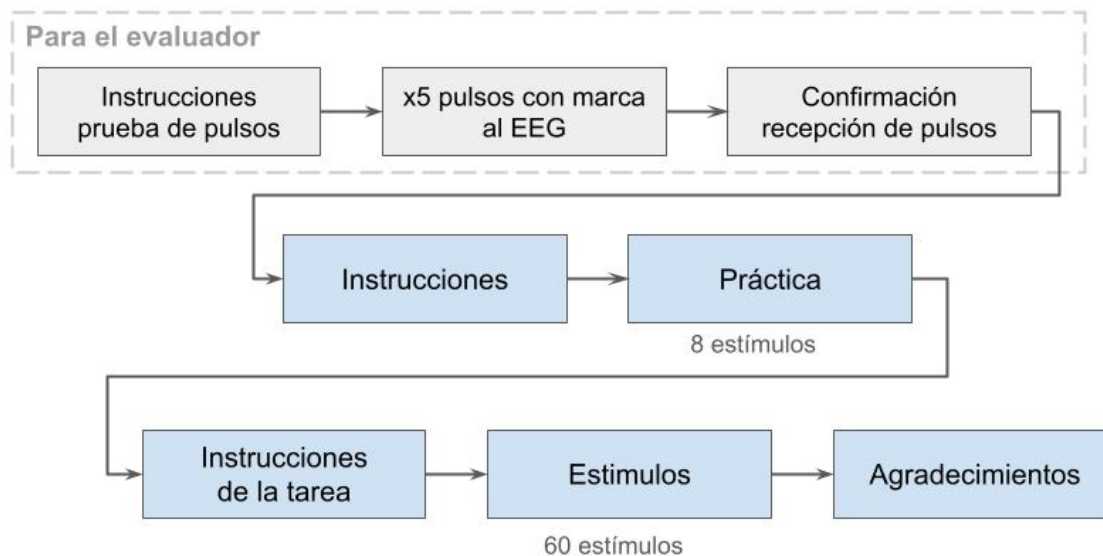 Para el evaluador
Instrucciones
prueba de pulsos
x5 pulsos con marca
al EEG
Confirmación
recepción de pulsos
Instrucciones
Práctica
8 estímulos
Instrucciones
de la tarea
Estimulos
Agradecimientos
60 estímulos